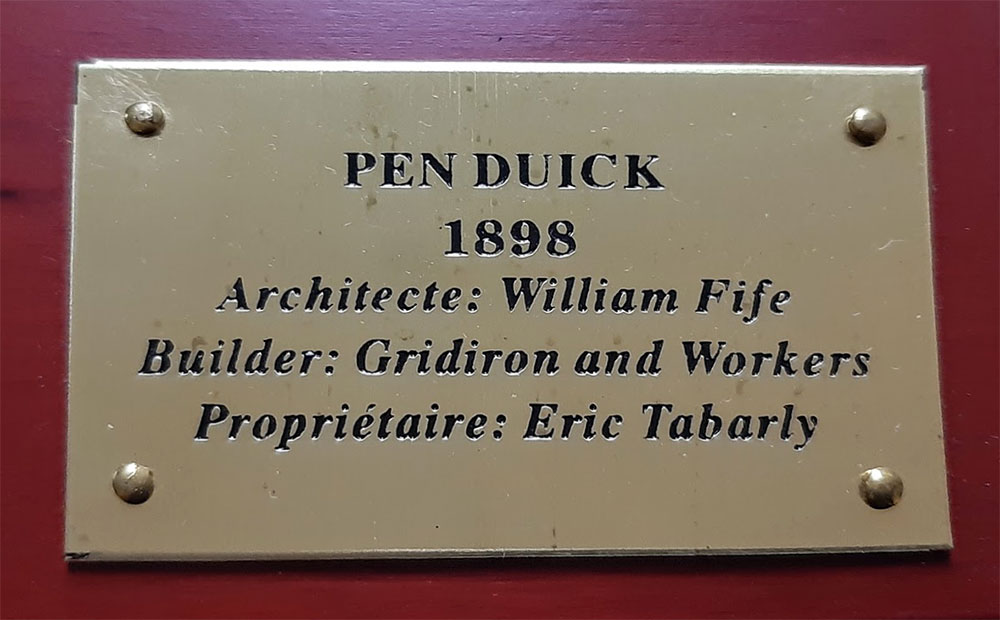 PEN DUICK
1898
Architecte: William Fife
Builder: Gridiron and Workers
Propriétaire: Eric Tabarly